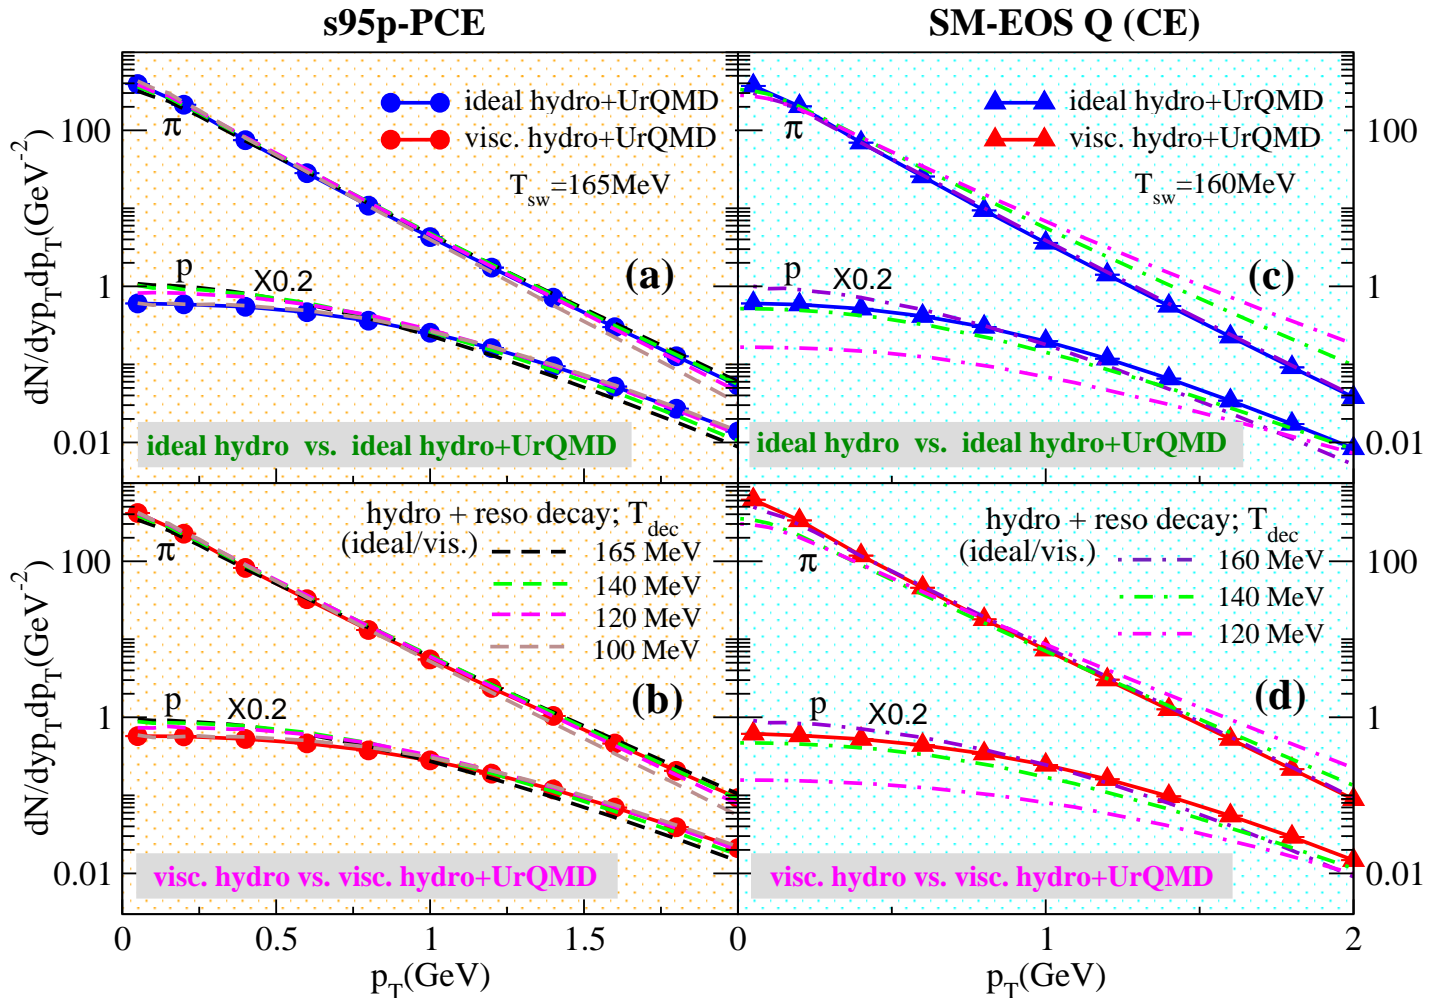 s95p-PCE
SM-EOS Q (CE)
dN/dyp_T dp_T(GeV^-2)
100
1
0.01
π
ideal hydro+UrQMD
visc. hydro+UrQMD
T_sw=165MeV
p
X0.2
(a)
ideal hydro vs. ideal hydro+UrQMD
π
ideal hydro+UrQMD
visc. hydro+UrQMD
T_sw=160MeV
p
X0.2
(c)
ideal hydro vs. ideal hydro+UrQMD
100
1
0.01
dN/dyp_T dp_T(GeV^-2)
100
1
0.01
π
hydro + reso decay; T_dec
(ideal/vis.)
165 MeV
140 MeV
120 MeV
100 MeV
p
X0.2
(b)
visc. hydro vs. visc. hydro+UrQMD
0
0.5
1
1.5
p_T(GeV)
π
hydro + reso decay; T_dec
(ideal/vis.)
160 MeV
140 MeV
120 MeV
p
X0.2
(d)
visc. hydro vs. visc. hydro+UrQMD
100
1
0.01
0
1
2
p_T(GeV)